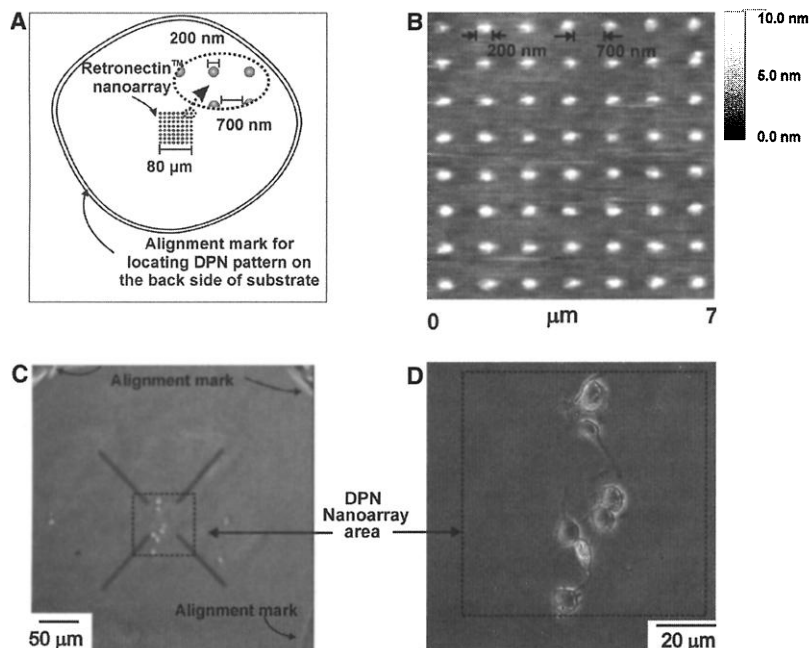 A
200 nm
Retronectin™
nanoarray
700 nm
80 μm
Alignment mark for
locating DPN pattern on
the back side of substrate
B
200 nm 700 nm
10.0 nm
5.0 nm
0.0 nm
0 μm 7
C
Alignment mark
Alignment mark
50 μm
DPN
Nanoarray
area
D
20 μm